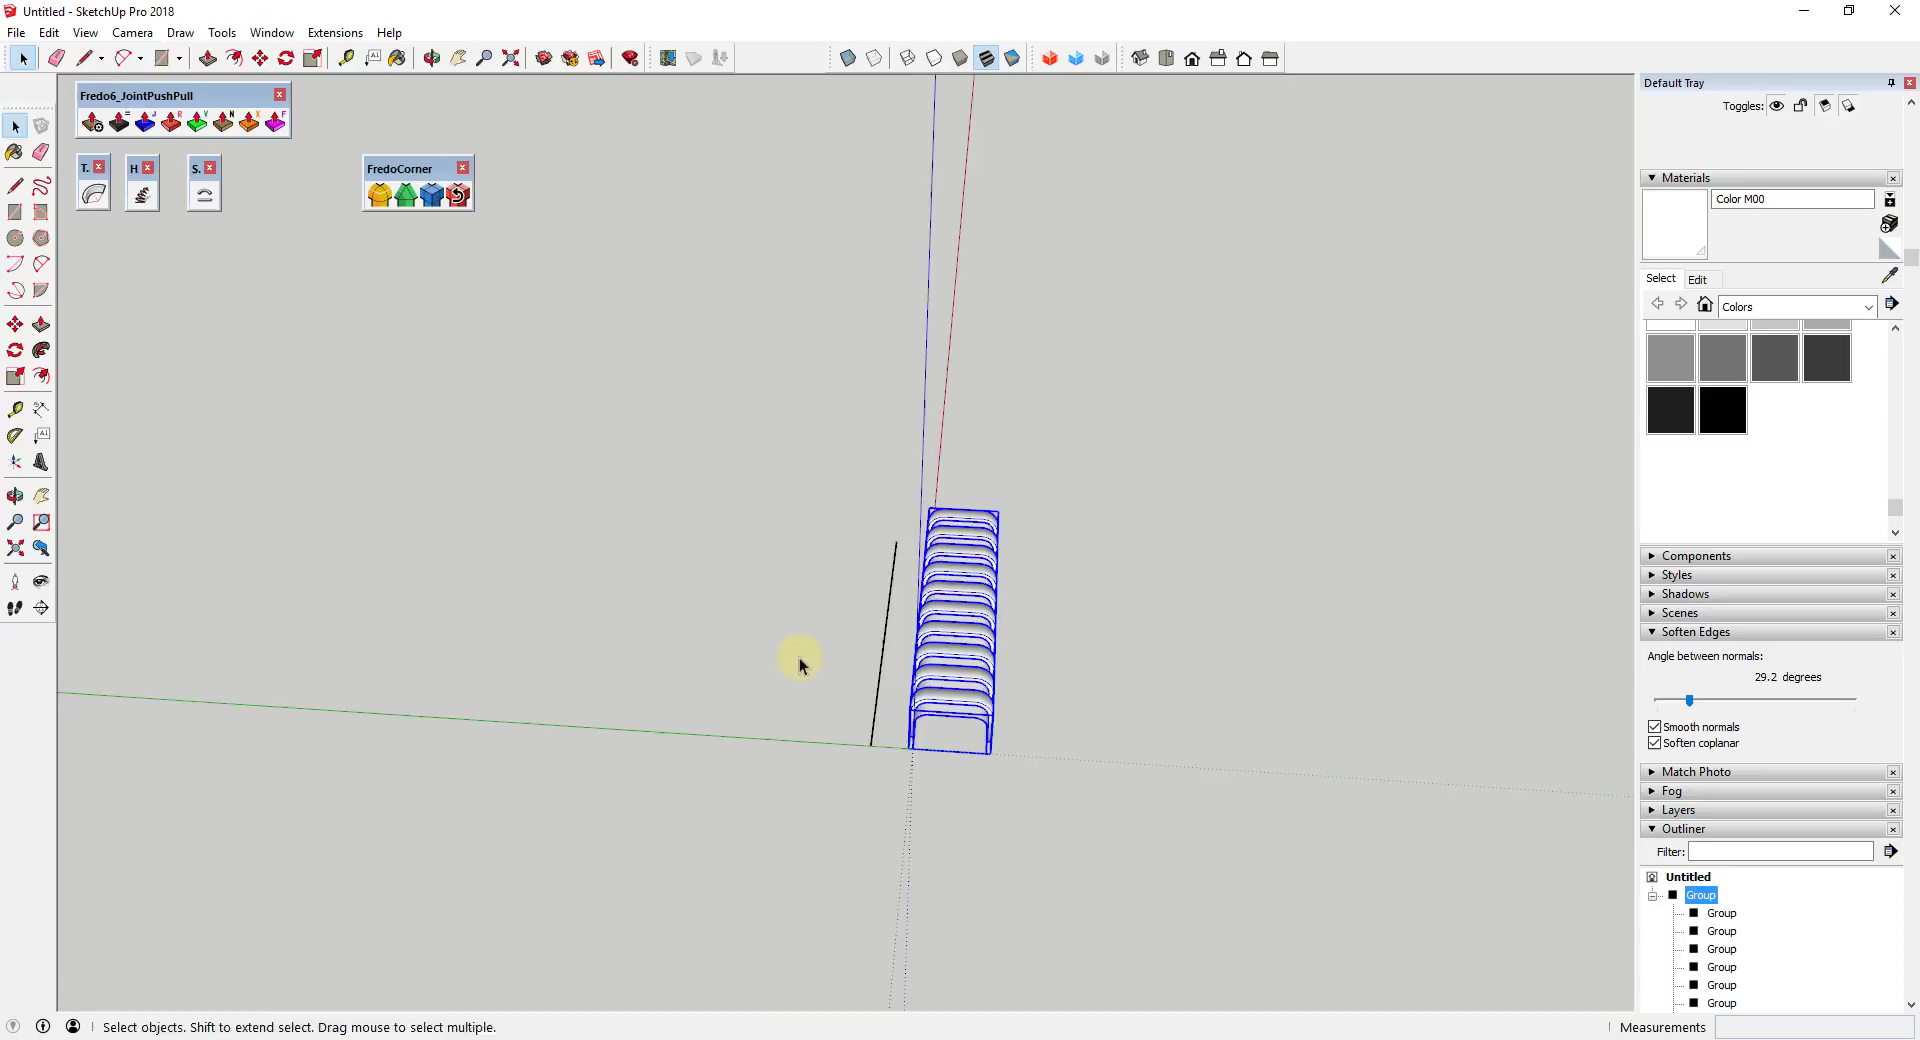 Untitled - SketchUp Pro 2018
File Edit View Camera Draw Tools Window Extensions Help
Fredo6_JointPushPull
J R V N X F
T. H S. FredoCorner
Default Tray
Toggles:
Materials
Color M00
Select Edit
Colors
Components
Styles
Shadows
Scenes
Soften Edges
Angle between normals:
29.2 degrees
Smooth normals
Soften coplanar
Match Photo
Fog
Layers
Outliner
Filter:
Untitled
Group
Group
Group
Group
Group
Group
Group
Select objects. Shift to extend select. Drag mouse to select multiple.
Measurements